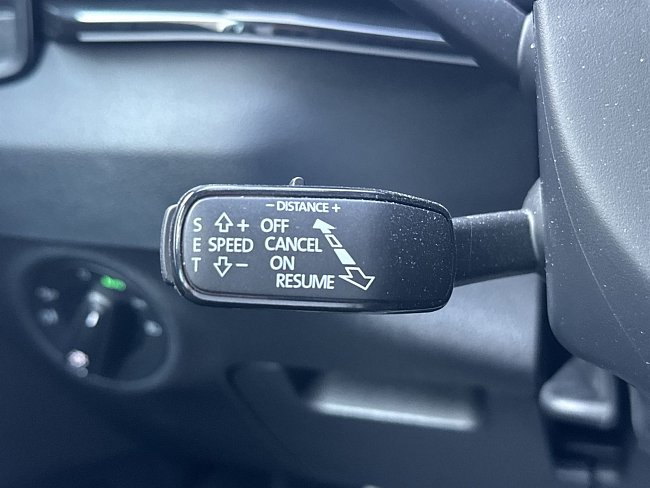 - DISTANCE +
S + OFF
E SPEED CANCEL
T - ON
RESUME